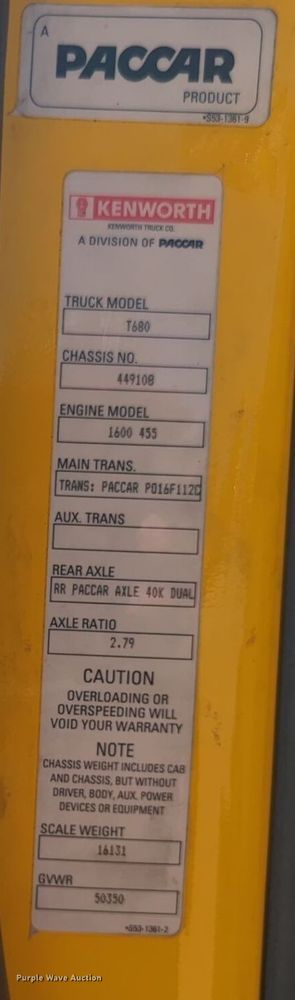 A
PACCAR
PRODUCT
•S53-1361-9
KENWORTH
KENWORTH TRUCK CO.
A DIVISION OF PACCAR
TRUCK MODEL
T680
CHASSIS NO.
449108
ENGINE MODEL
1600 455
MAIN TRANS.
TRANS: PACCAR PO16F112C
AUX. TRANS
REAR AXLE
RR PACCAR AXLE 40K DUAL
AXLE RATIO
2.79
CAUTION
OVERLOADING OR
OVERSPEEDING WILL
VOID YOUR WARRANTY
NOTE
CHASSIS WEIGHT INCLUDES CAB
AND CHASSIS, BUT WITHOUT
DRIVER, BODY, AUX. POWER
DEVICES OR EQUIPMENT
SCALE WEIGHT
16131
GVWR
50350
•S53-1361-2
Purple Wave Auction